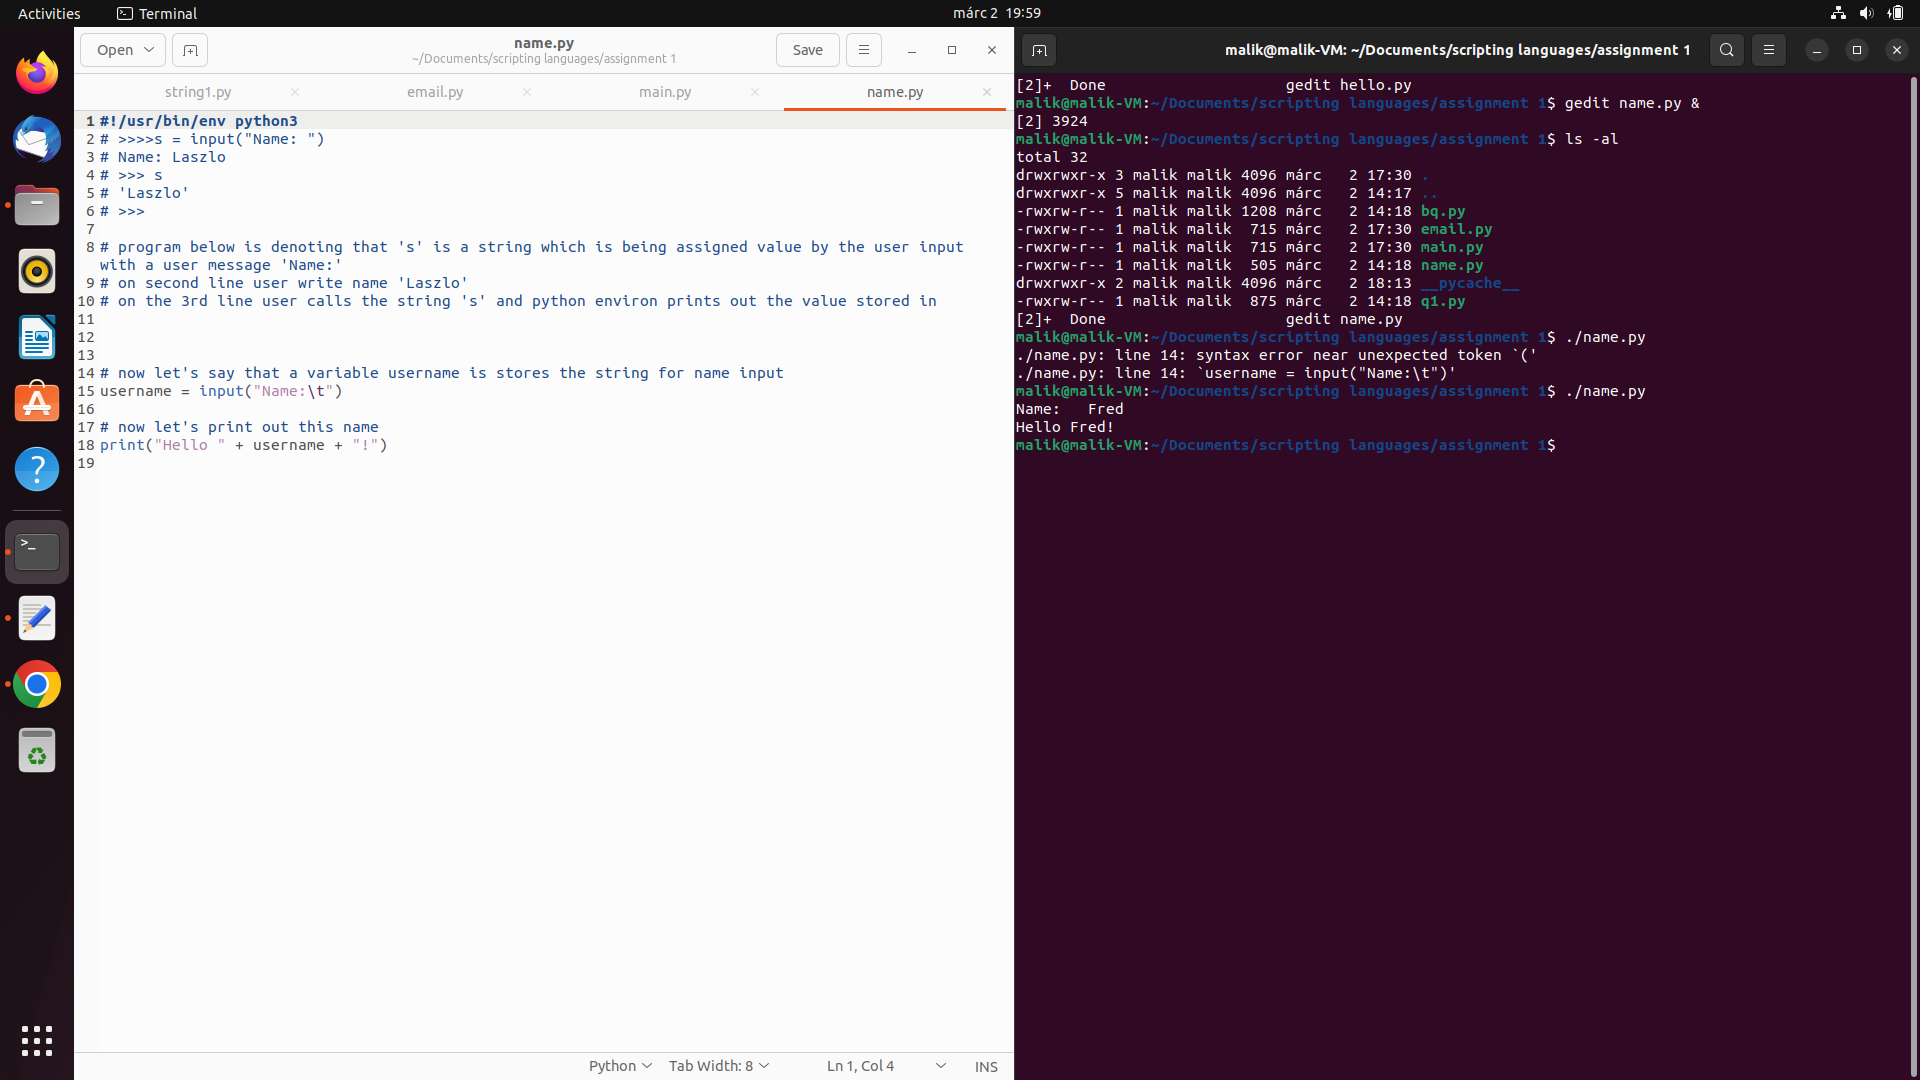 Activities
Terminal
márc 2 19:59
Open
name.py
~/Documents/scripting languages/assignment 1
Save
string1.py
email.py
main.py
name.py
1 #!/usr/bin/env python3
2 # >>>>s = input("Name: ")
3 # Name: Laszlo
4 # >>> s
5 # 'Laszlo'
6 # >>>
7
8 # program below is denoting that 's' is a string which is being assigned value by the user input
with a user message 'Name:'
9 # on second line user write name 'Laszlo'
10 # on the 3rd line user calls the string 's' and python environ prints out the value stored in
11
12
13
14 # now let's say that a variable username is stores the string for name input
15 username = input("Name:\t")
16
17 # now let's print out this name
18 print("Hello " + username + "!")
19
Python
Tab Width: 8
Ln 1, Col 4
INS
malik@malik-VM: ~/Documents/scripting languages/assignment 1
[2]+  Done                    gedit hello.py
malik@malik-VM:~/Documents/scripting languages/assignment 1$ gedit name.py &
[2] 3924
malik@malik-VM:~/Documents/scripting languages/assignment 1$ ls -al
total 32
drwxrwxr-x 3 malik malik 4096 márc   2 17:30 .
drwxrwxr-x 5 malik malik 4096 márc   2 14:17 ..
-rwxrw-r-- 1 malik malik 1208 márc   2 14:18 bq.py
-rwxrw-r-- 1 malik malik  715 márc   2 17:30 email.py
-rwxrw-r-- 1 malik malik  715 márc   2 17:30 main.py
-rwxrw-r-- 1 malik malik  505 márc   2 14:18 name.py
drwxrwxr-x 2 malik malik 4096 márc   2 18:13 __pycache__
-rwxrw-r-- 1 malik malik  875 márc   2 14:18 q1.py
[2]+  Done                    gedit name.py
malik@malik-VM:~/Documents/scripting languages/assignment 1$ ./name.py
./name.py: line 14: syntax error near unexpected token `('
./name.py: line 14: `username = input("Name:\t")'
malik@malik-VM:~/Documents/scripting languages/assignment 1$ ./name.py
Name:   Fred
Hello Fred!
malik@malik-VM:~/Documents/scripting languages/assignment 1$